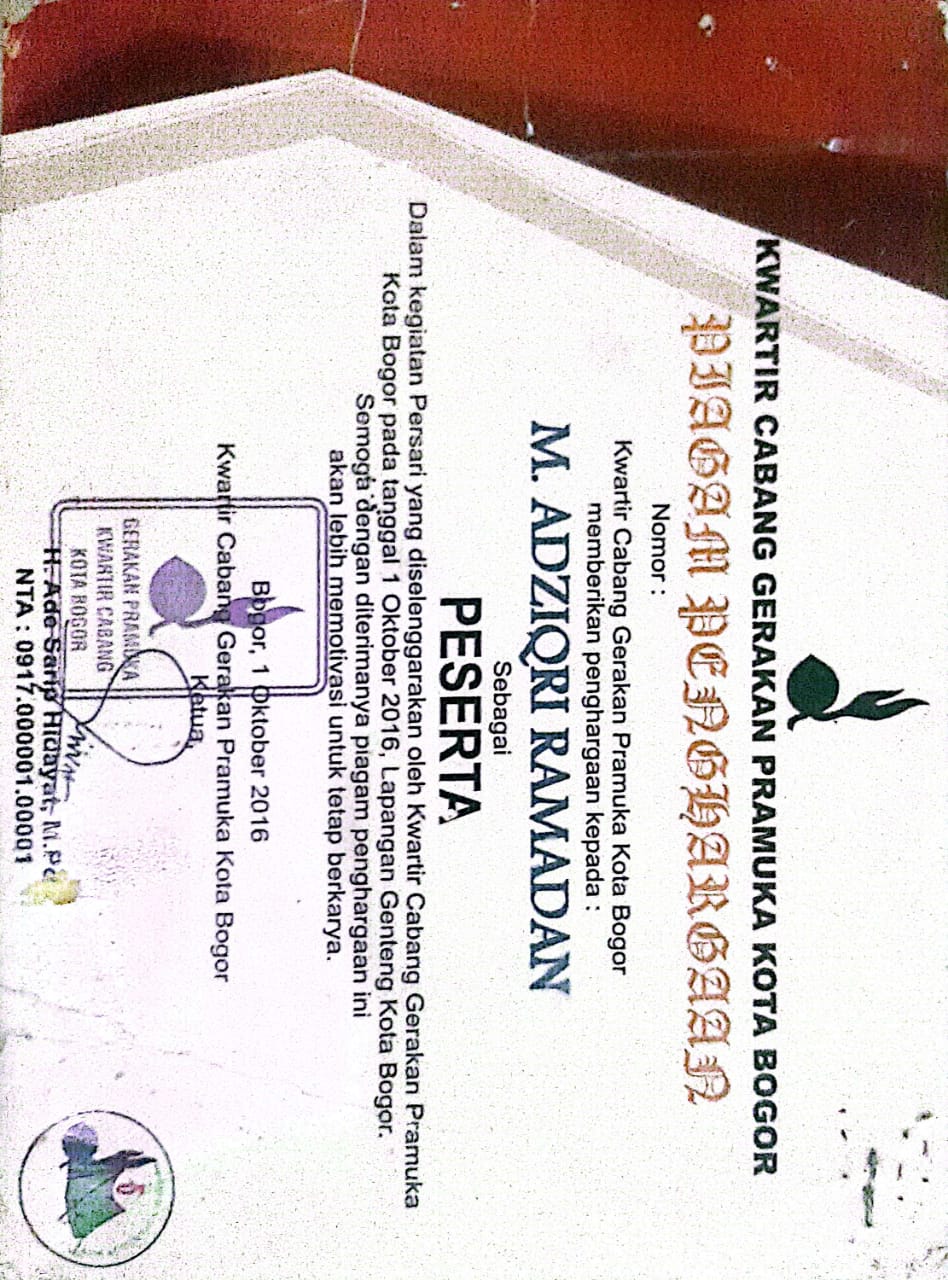 KWARTIR CABANG GERAKAN PRAMUKA KOTA BOGOR
PIAGAM PENGHARGAAN
Nomor :
Kwartir Cabang Gerakan Pramuka Kota Bogor
memberikan penghargaan kepada :
M. ADZIQRI RAMADAN
Sebagai
PESERTA
Dalam kegiatan Persari yang diselenggarakan oleh Kwartir Cabang Gerakan Pramuka
Kota Bogor pada tanggal 1 Oktober 2016, Lapangan Genteng Kota Bogor.
Semoga dengan diterimanya piagam penghargaan ini
akan lebih memotivasi untuk tetap berkarya.
Bogor, 1 Oktober 2016
Kwartir Cabang Gerakan Pramuka Kota Bogor
Ketua,
GERAKAN PRAMUKA
KWARTIR CABANG
KOTA BOGOR
H. Ade Sarip Hidayat, M.Pd
NTA : 0917.000001.00001